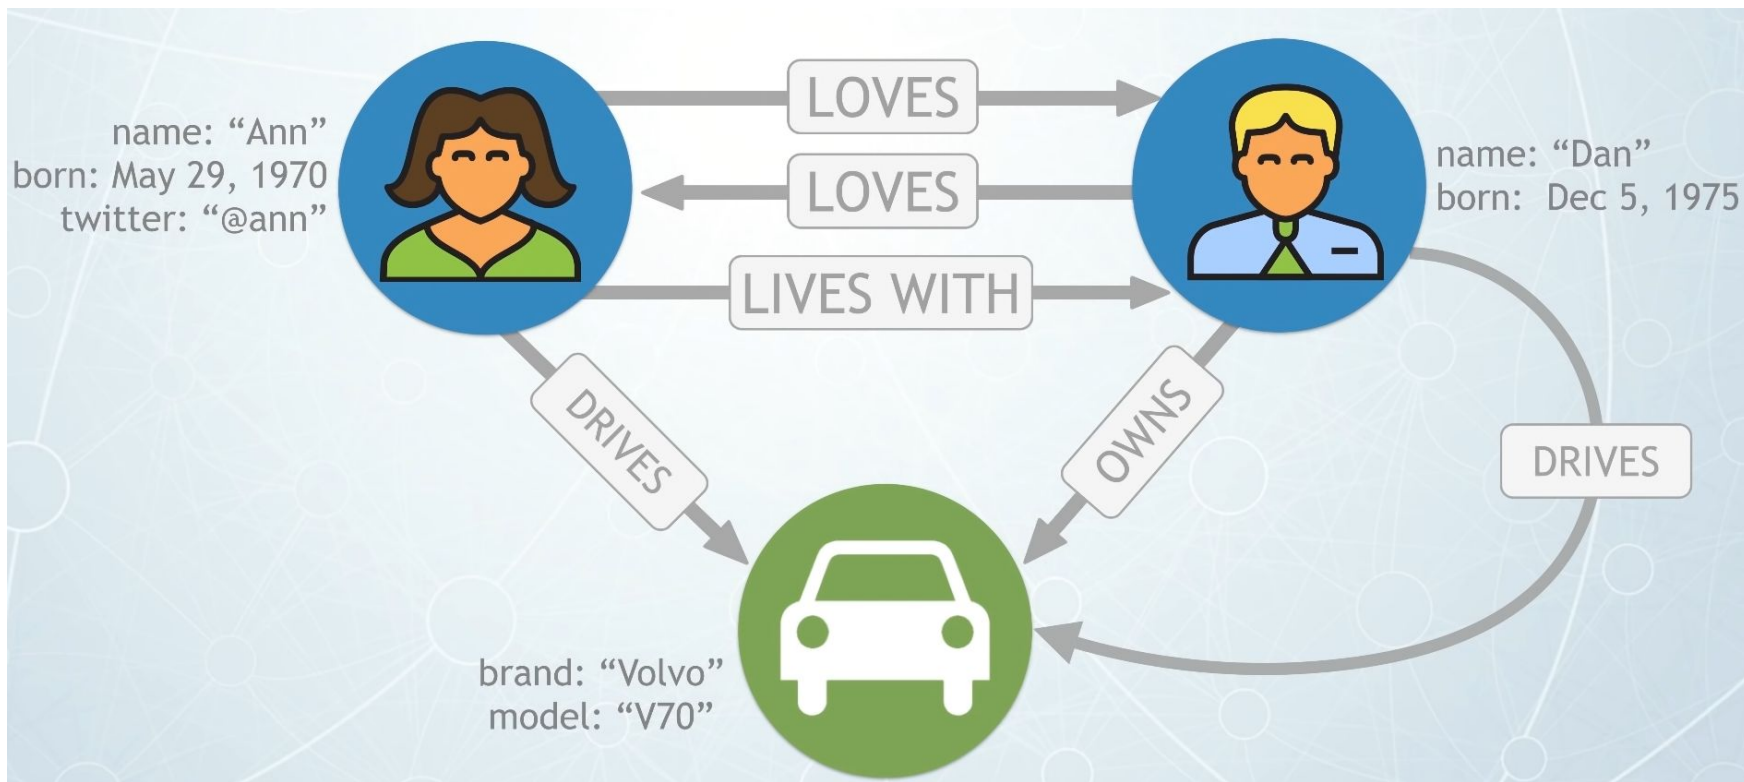 LOVES
name: “Ann”
born: May 29, 1970
twitter: “@ann”
LOVES
name: “Dan”
born: Dec 5, 1975
LIVES WITH
DRIVES
OWNS
DRIVES
brand: “Volvo”
model: “V70”